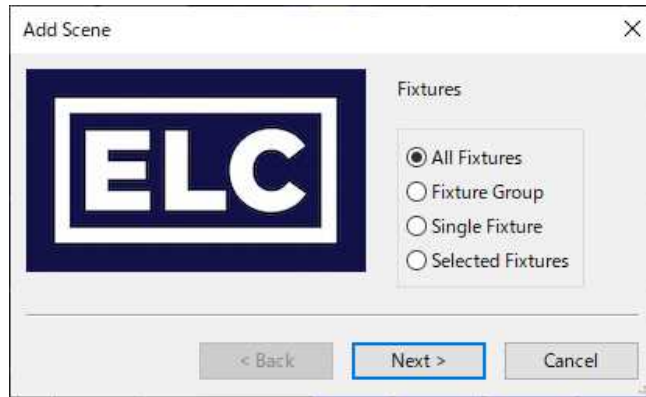 Add Scene
ELC
Fixtures
All Fixtures
Fixture Group
Single Fixture
Selected Fixtures
< Back
Next >
Cancel